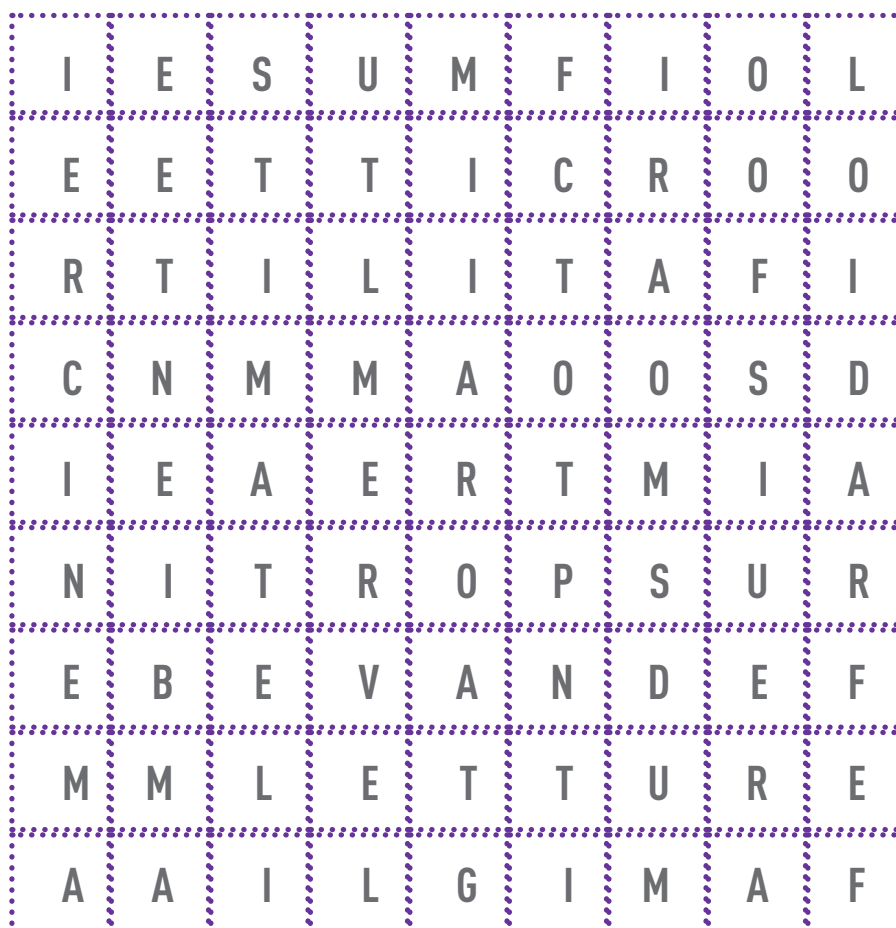 I E S U M F I O L
E E T T I C R O O
R T I L I T A F I
C N M M A O O S D
I E A E R T M I A
N I T R O P S U R
E B E V A N D E F
M M L E T T U R E
A A I L G I M A F